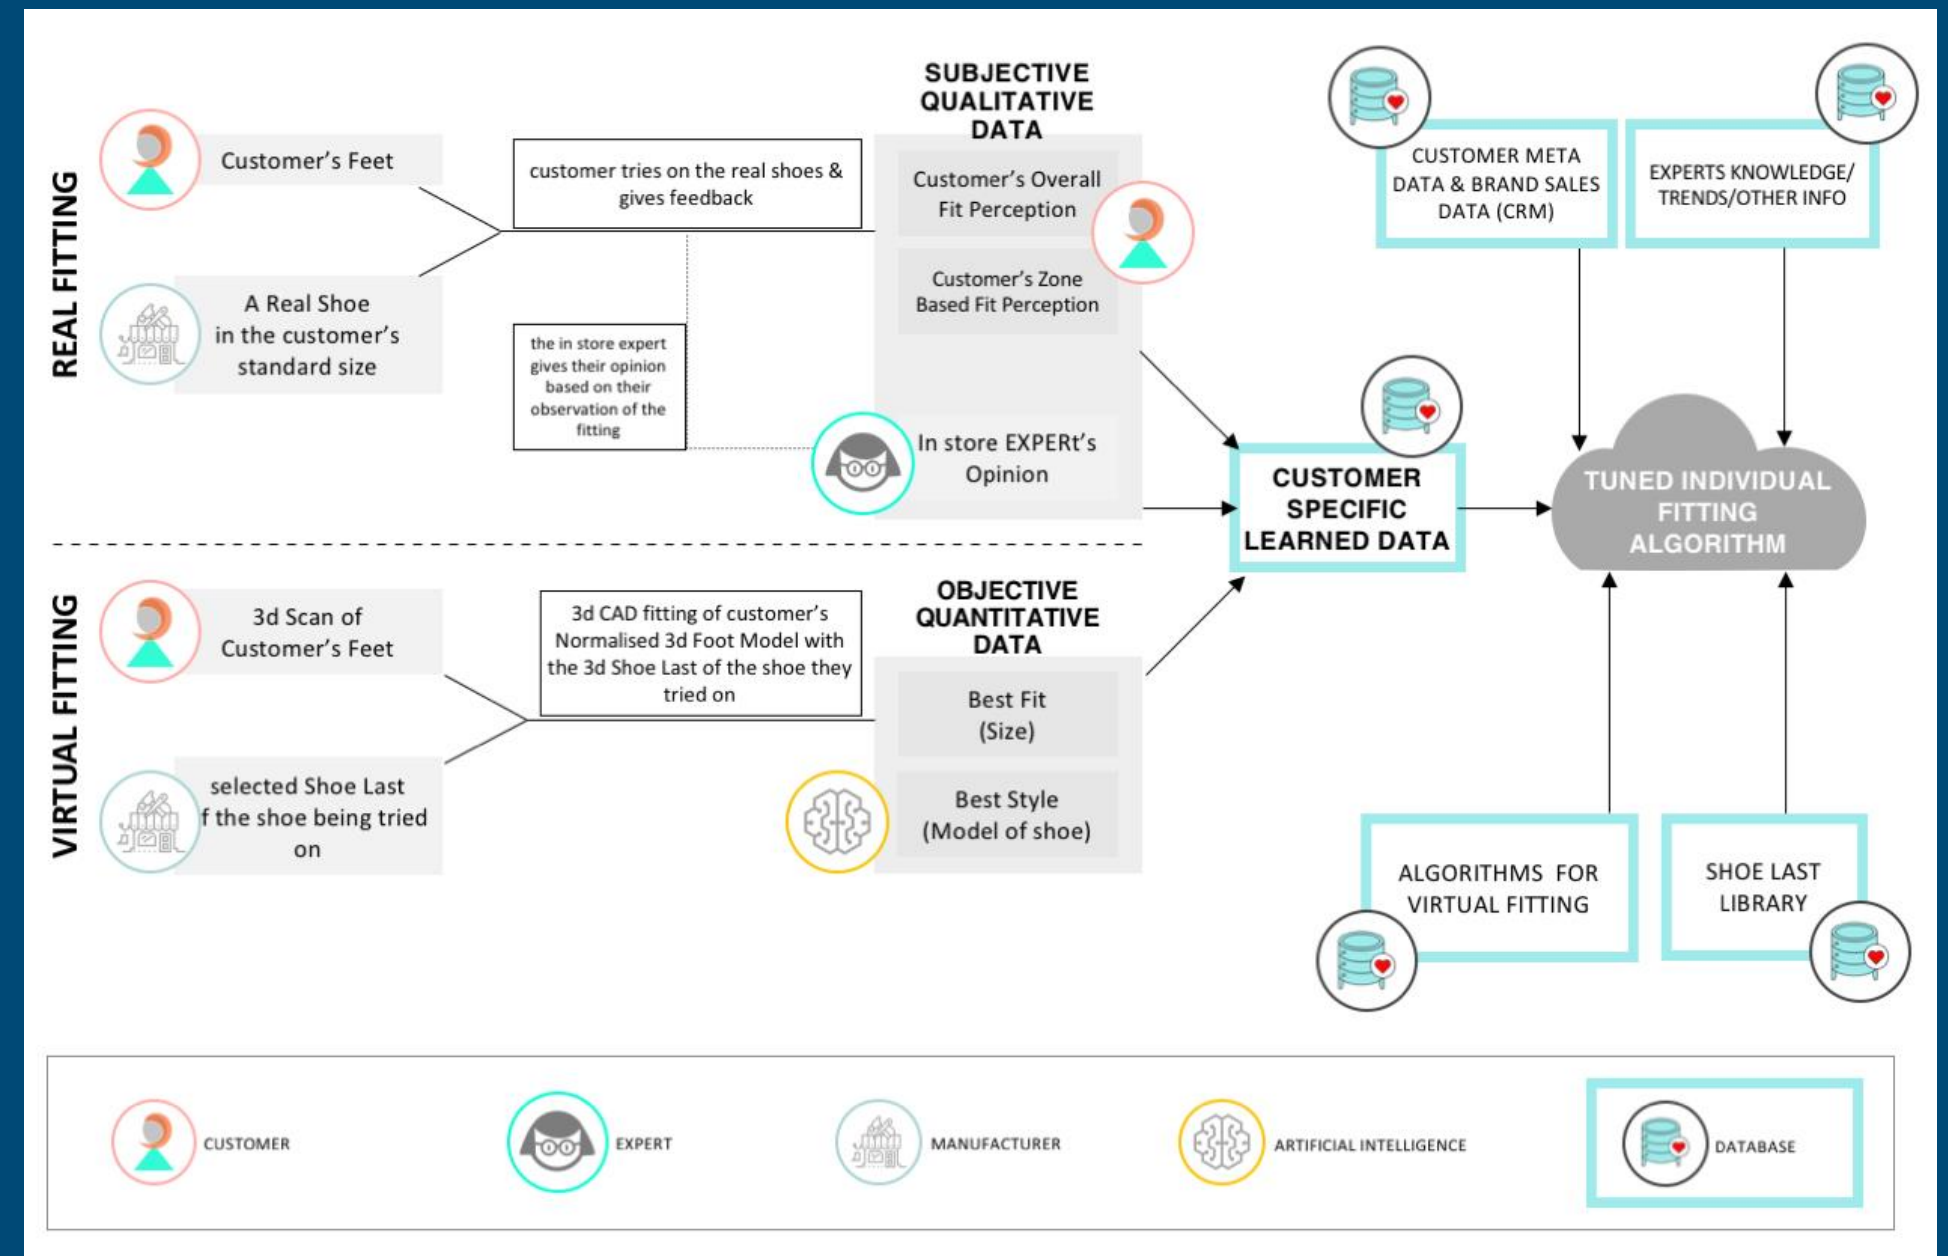 REAL FITTING
Customer's Feet
A Real Shoe
in the customer's
standard size
customer tries on the real shoes &
gives feedback
the in store expert
gives their opinion
based on their
observation of the
fitting
SUBJECTIVE
QUALITATIVE
DATA
Customer's Overall
Fit Perception
Customer's Zone
Based Fit Perception
In store EXPERt's
Opinion
VIRTUAL FITTING
3d Scan of
Customer's Feet
selected Shoe Last
f the shoe being tried
on
3d CAD fitting of customer's
Normalised 3d Foot Model with
the 3d Shoe Last of the shoe they
tried on
OBJECTIVE
QUANTITATIVE
DATA
Best Fit
(Size)
Best Style
(Model of shoe)
CUSTOMER
SPECIFIC
LEARNED DATA
CUSTOMER META
DATA & BRAND SALES
DATA (CRM)
EXPERTS KNOWLEDGE/
TRENDS/OTHER INFO
TUNED INDIVIDUAL
FITTING
ALGORITHM
ALGORITHMS FOR
VIRTUAL FITTING
SHOE LAST
LIBRARY
CUSTOMER
EXPERT
MANUFACTURER
ARTIFICIAL INTELLIGENCE
DATABASE